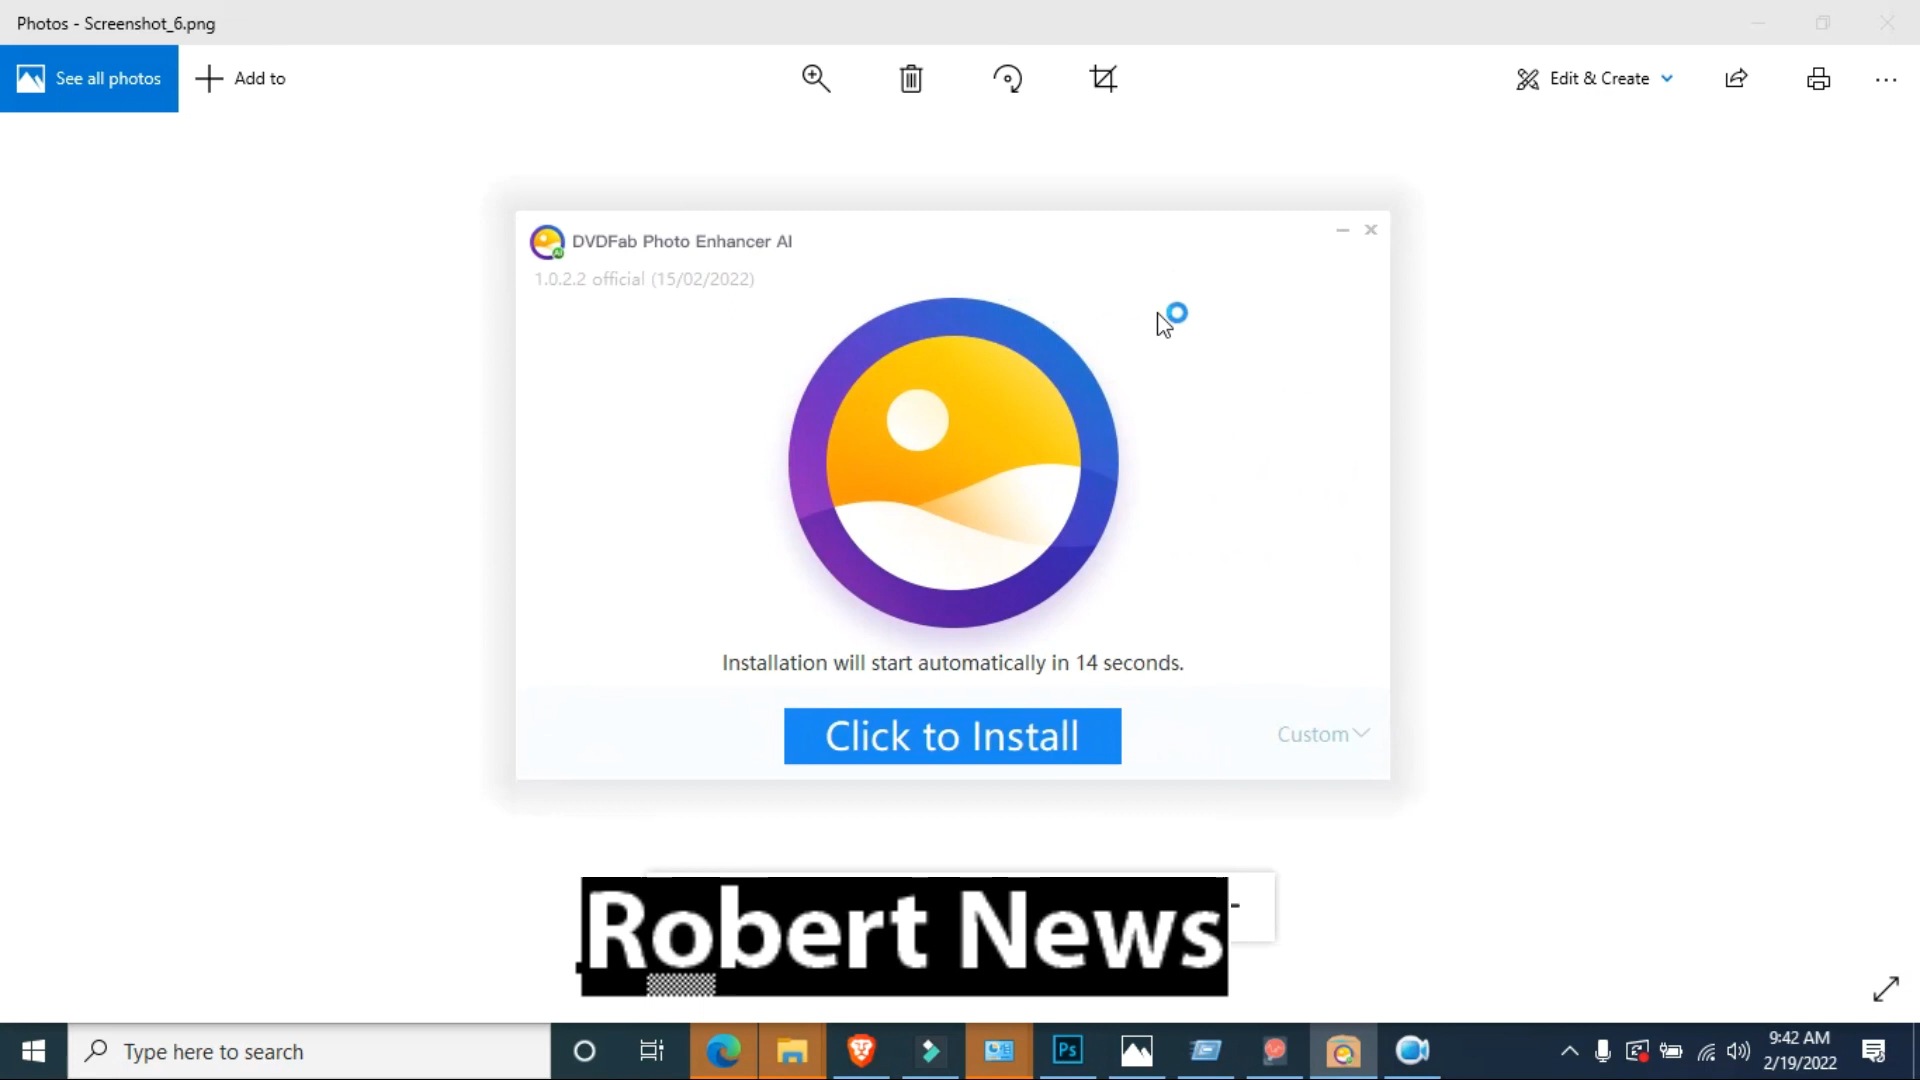 Photos - Screenshot_6.png
See all photos
Add to
Edit & Create
DVDFab Photo Enhancer AI
1.0.2.2 official (15/02/2022)
Installation will start automatically in 14 seconds.
Click to Install
Custom
Robert News
Type here to search
Ps
9:42 AM
2/19/2022